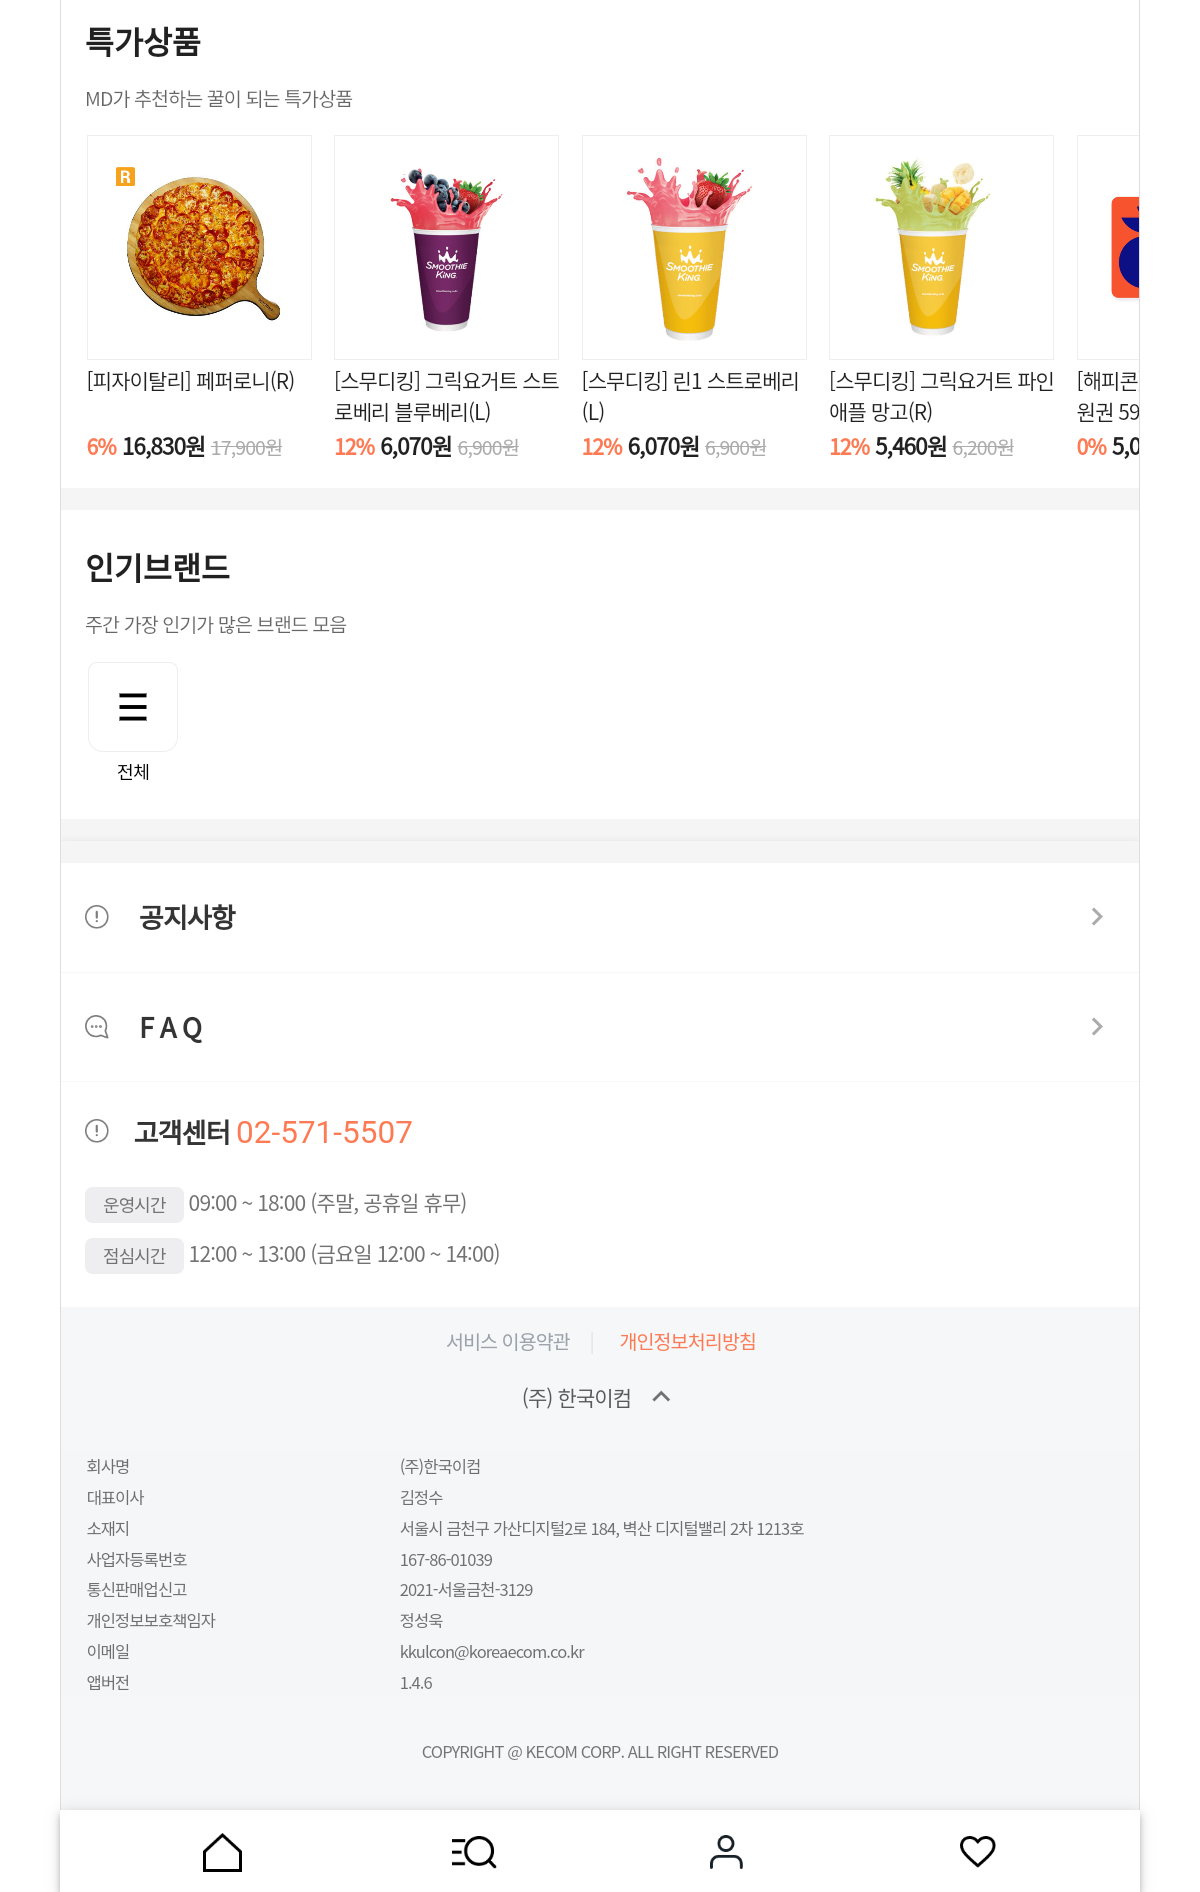 특가상품
MD가 추천하는 꿀이 되는 특가상품
R
SMOOTHIE KING
SMOOTHIE KING
SMOOTHIE KING
[피자이탈리] 페퍼로니(R)
6% 16,830원 17,900원
[스무디킹] 그릭요거트 스트
로베리 블루베리(L)
12% 6,070원 6,900원
[스무디킹] 린1 스트로베리
(L)
12% 6,070원 6,900원
[스무디킹] 그릭요거트 파인
애플 망고(R)
12% 5,460원 6,200원
[해피콘
원권 59
0% 5,0
인기브랜드
주간 가장 인기가 많은 브랜드 모음
전체
공지사항
F A Q
고객센터 02-571-5507
운영시간 09:00 ~ 18:00 (주말, 공휴일 휴무)
점심시간 12:00 ~ 13:00 (금요일 12:00 ~ 14:00)
서비스 이용약관 개인정보처리방침
(주) 한국이컴
회사명 (주)한국이컴
대표이사 김정수
소재지 서울시 금천구 가산디지털2로 184, 벽산 디지털밸리 2차 1213호
사업자등록번호 167-86-01039
통신판매업신고 2021-서울금천-3129
개인정보보호책임자 정성욱
이메일 kkulcon@koreaecom.co.kr
앱버전 1.4.6
COPYRIGHT @ KECOM CORP. ALL RIGHT RESERVED